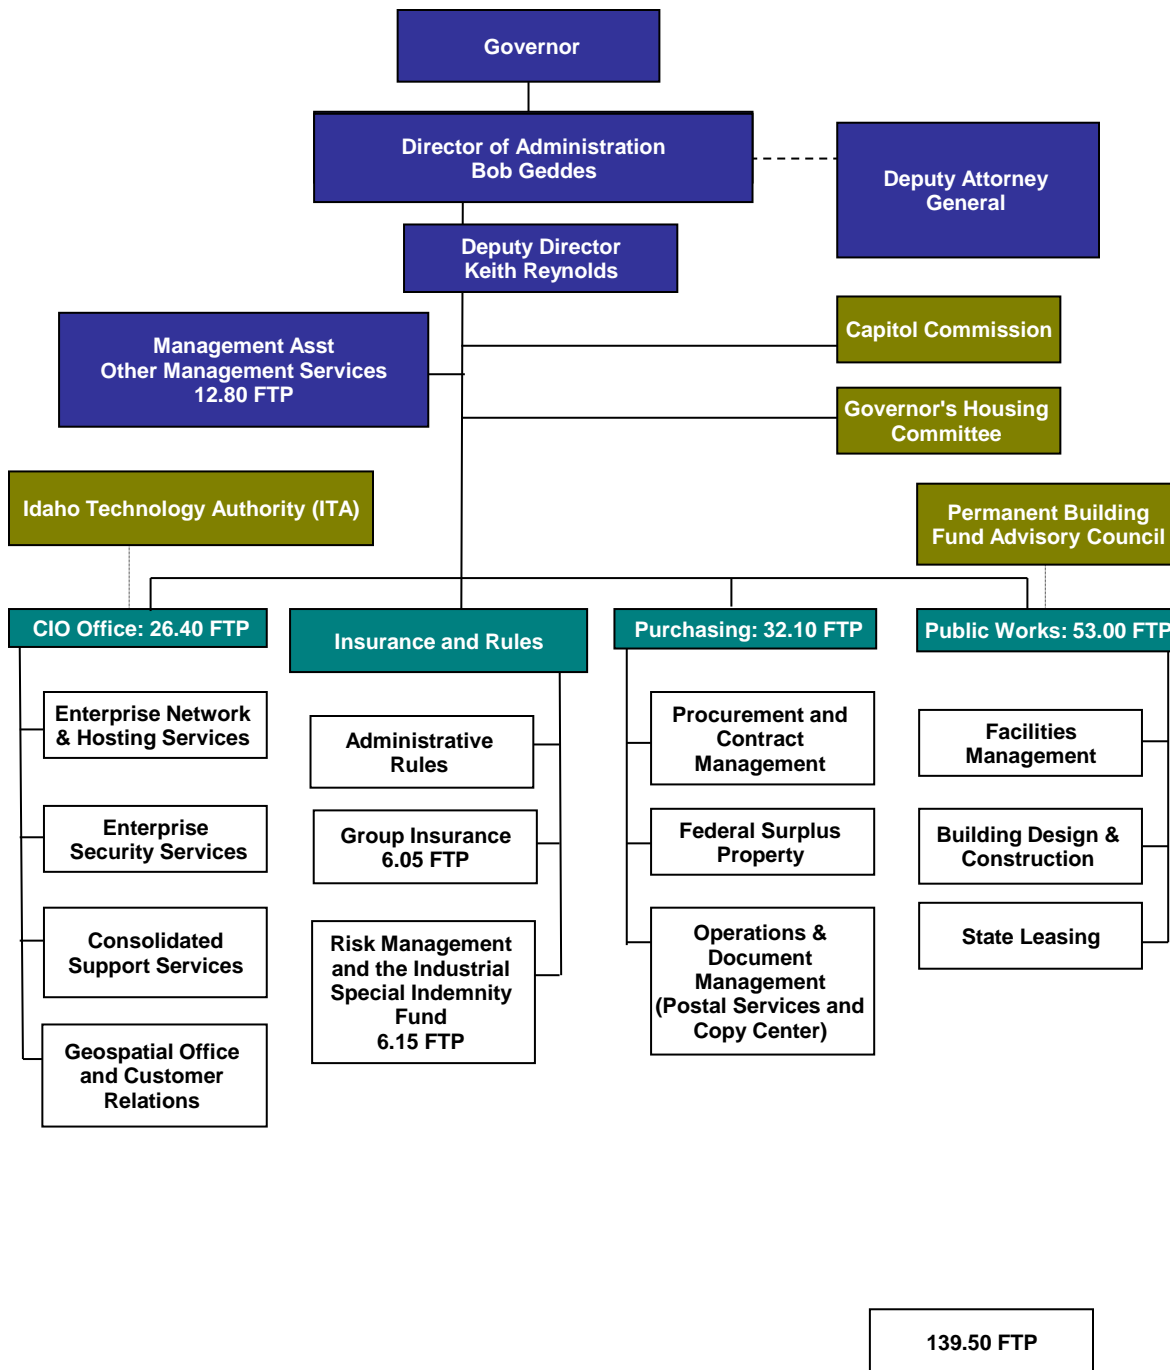 Governor
Director of Administration
Bob Geddes
Deputy Attorney
General
Deputy Director
Keith Reynolds
Management Asst
Other Management Services
12.80 FTP
Capitol Commission
Governor's Housing
Committee
Idaho Technology Authority (ITA)
Permanent Building
Fund Advisory Council
CIO Office: 26.40 FTP
Insurance and Rules
Purchasing: 32.10 FTP
Public Works: 53.00 FTP
Enterprise Network
& Hosting Services
Enterprise
Security Services
Consolidated
Support Services
Geospatial Office
and Customer
Relations
Administrative
Rules
Group Insurance
6.05 FTP
Risk Management
and the Industrial
Special Indemnity
Fund
6.15 FTP
Procurement and
Contract
Management
Federal Surplus
Property
Operations &
Document
Management
(Postal Services and
Copy Center)
Facilities
Management
Building Design &
Construction
State Leasing
139.50 FTP